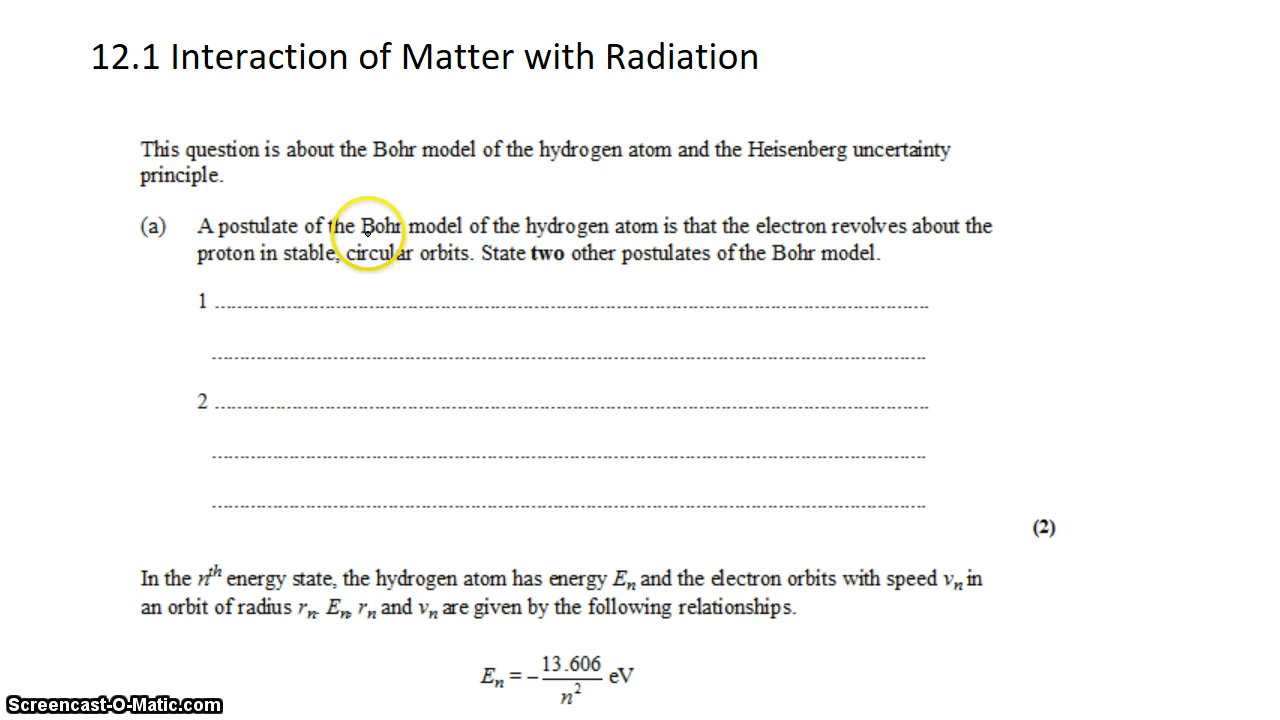 12.1 Interaction of Matter with Radiation
This question is about the Bohr model of the hydrogen atom and the Heisenberg uncertainty
principle.
(a) A postulate of the Bohr model of the hydrogen atom is that the electron revolves about the
proton in stable, circular orbits. State two other postulates of the Bohr model.
1 ........................................................................
........................................................................
2 ........................................................................
........................................................................
........................................................................
(2)
In the nᵗʰ energy state, the hydrogen atom has energy Eₙ and the electron orbits with speed vₙ in
an orbit of radius rₙ. Eₙ, rₙ and vₙ are given by the following relationships.
Eₙ = − 13.606 / n² eV
Screencast-O-Matic.com